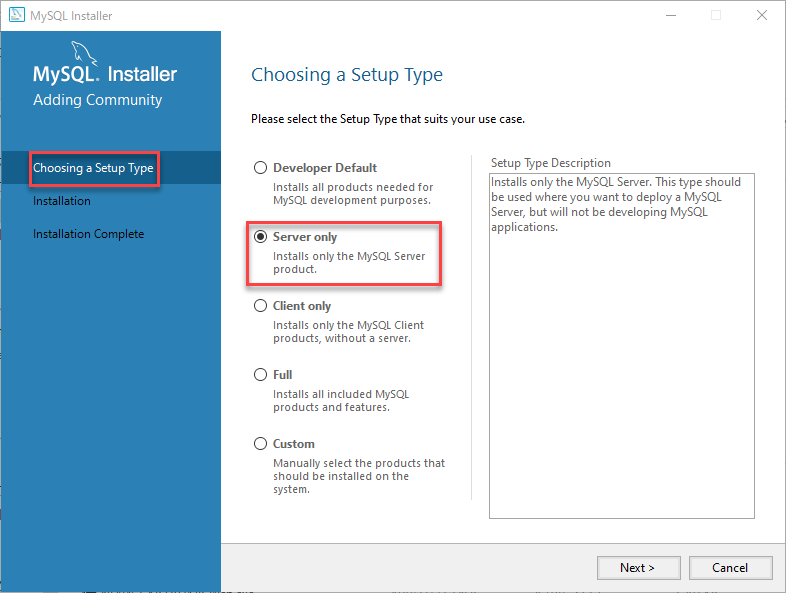 MySQL Installer
MySQL. Installer
Adding Community
Choosing a Setup Type
Installation
Installation Complete
Choosing a Setup Type
Please select the Setup Type that suits your use case.
Developer Default
Installs all products needed for
MySQL development purposes.
Server only
Installs only the MySQL Server
product.
Client only
Installs only the MySQL Client
products, without a server.
Full
Installs all included MySQL
products and features.
Custom
Manually select the products that
should be installed on the
system.
Setup Type Description
Installs only the MySQL Server. This type should
be used where you want to deploy a MySQL
Server, but will not be developing MySQL
applications.
Next >
Cancel